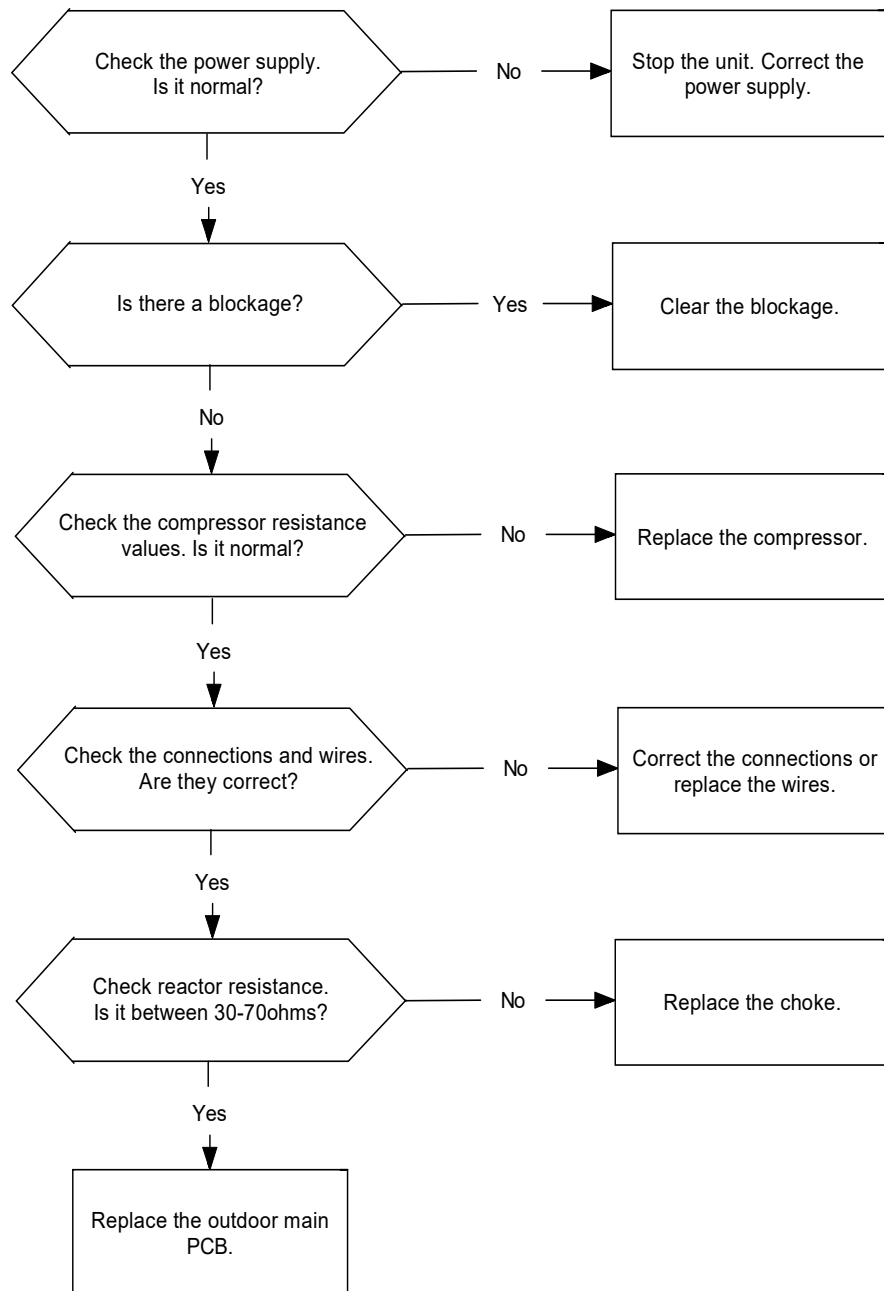 Check the power supply.
Is it normal?
No
Stop the unit. Correct the
power supply.
Yes
Is there a blockage?
Yes
Clear the blockage.
No
Check the compressor resistance
values. Is it normal?
No
Replace the compressor.
Yes
Check the connections and wires.
Are they correct?
No
Correct the connections or
replace the wires.
Yes
Check reactor resistance.
Is it between 30-70ohms?
No
Replace the choke.
Yes
Replace the outdoor main
PCB.